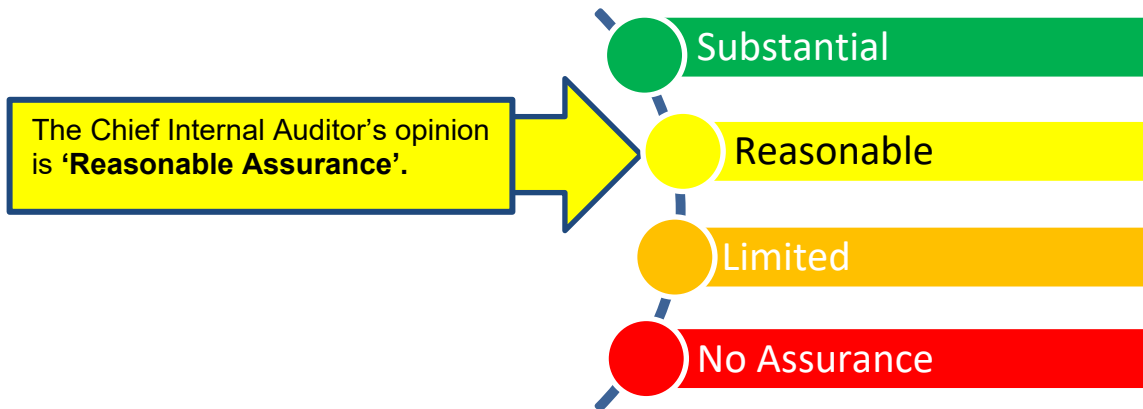 Substantial
The Chief Internal Auditor’s opinion
is ‘Reasonable Assurance’.
Reasonable
Limited
No Assurance